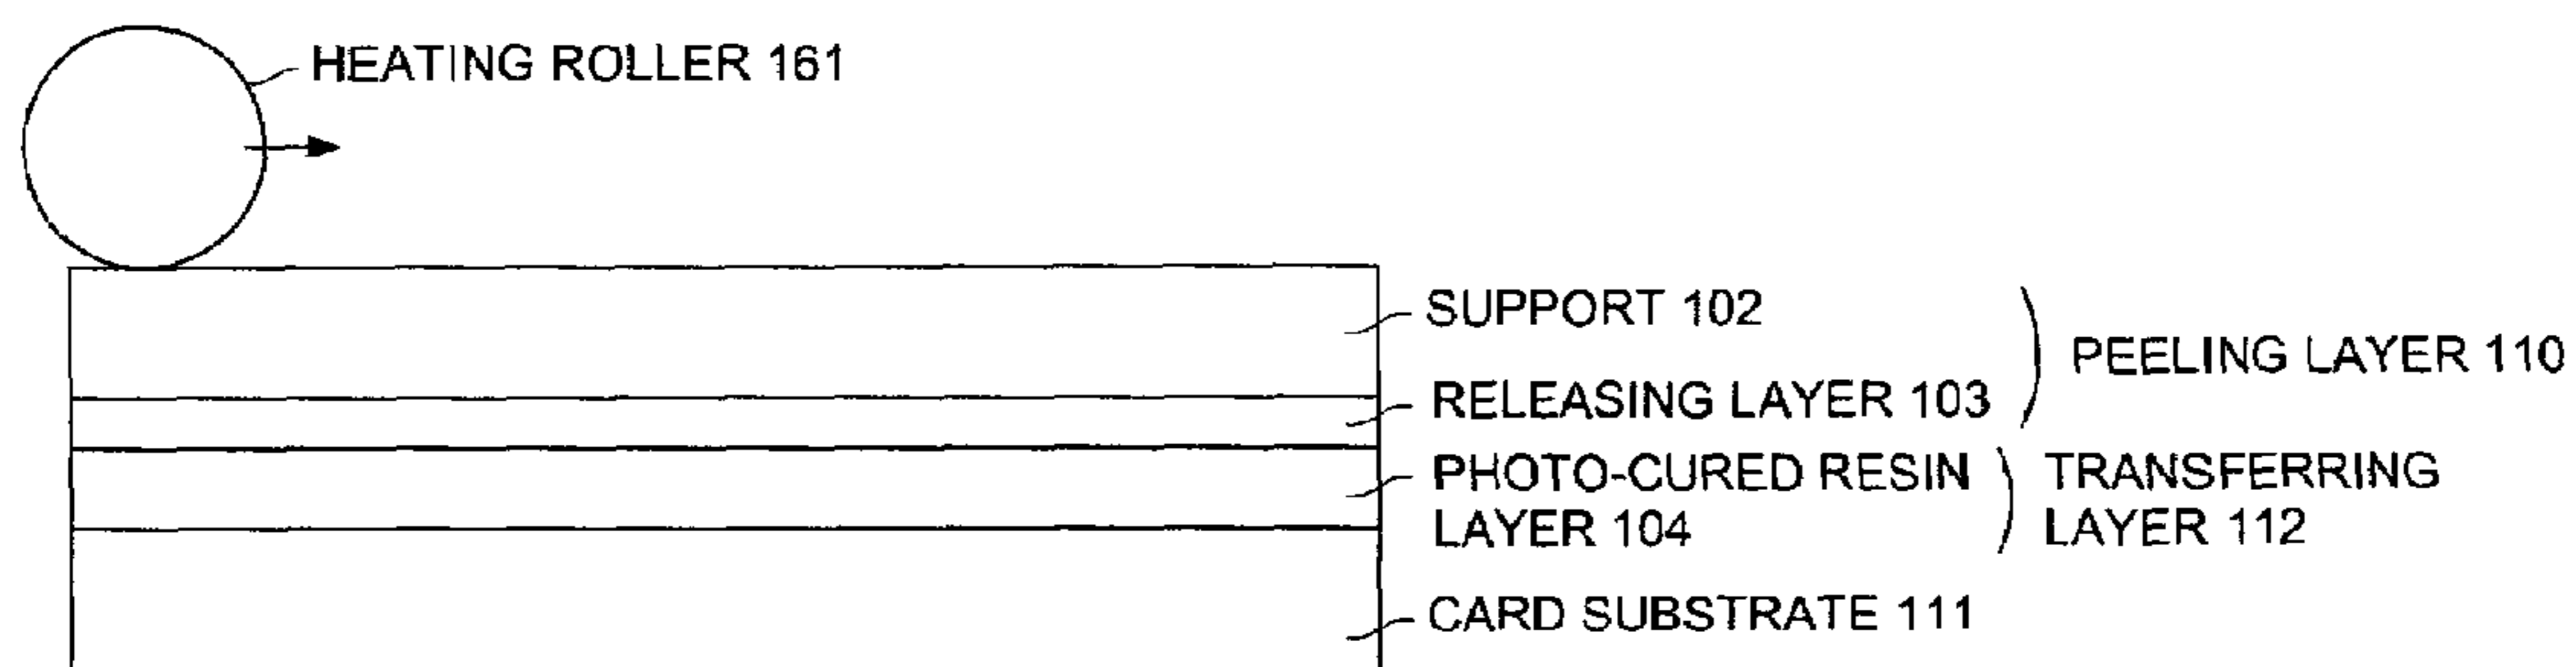 HEATING ROLLER 161
SUPPORT 102
PEELING LAYER 110
RELEASING LAYER 103
PHOTO-CURED RESIN
LAYER 104
TRANSFERRING
LAYER 112
CARD SUBSTRATE 111